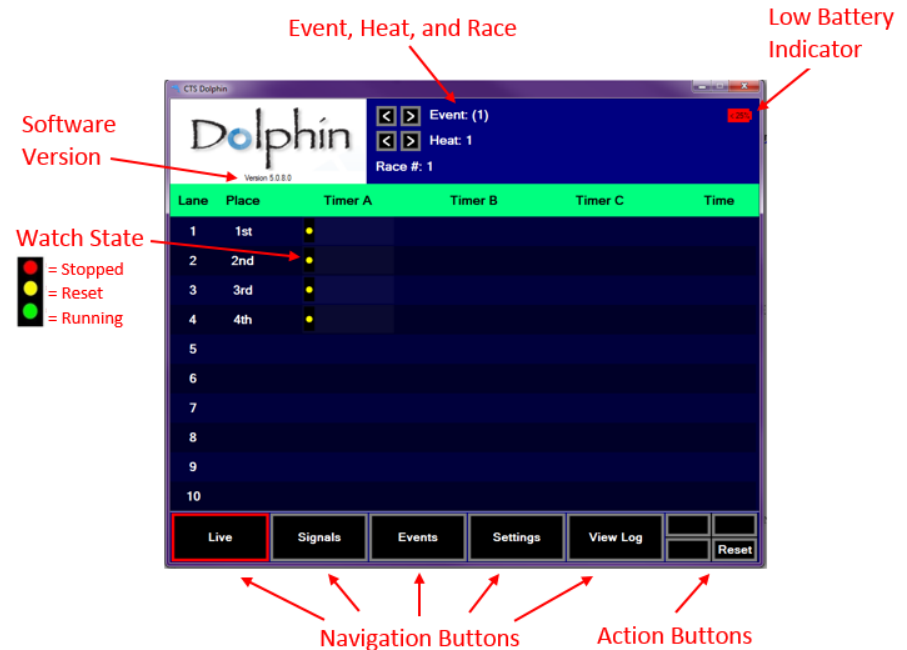 Event, Heat, and Race
Low Battery
Indicator
CTS Dolphin
Dolphin
Version 5.0.8.0
< > Event: (1)
< > Heat: 1
Race #: 1
Software
Version
Lane Place Timer A Timer B Timer C Time
1 1st
2 2nd
3 3rd
4 4th
5
6
7
8
9
10
Watch State
= Stopped
= Reset
= Running
Live Signals Events Settings View Log Reset
Navigation Buttons
Action Buttons